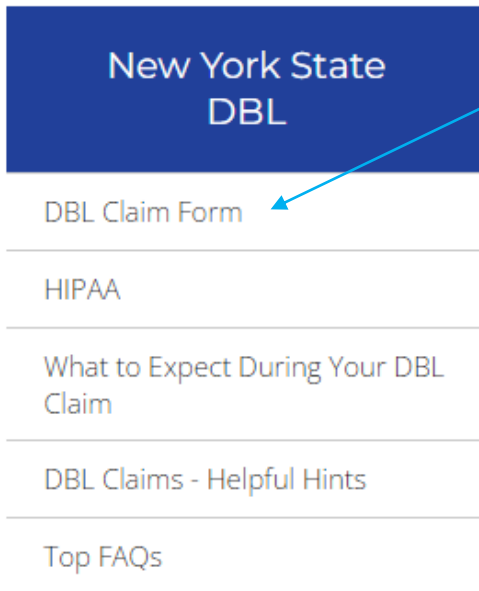 New York State
DBL
DBL Claim Form
HIPAA
What to Expect During Your DBL
Claim
DBL Claims - Helpful Hints
Top FAQs